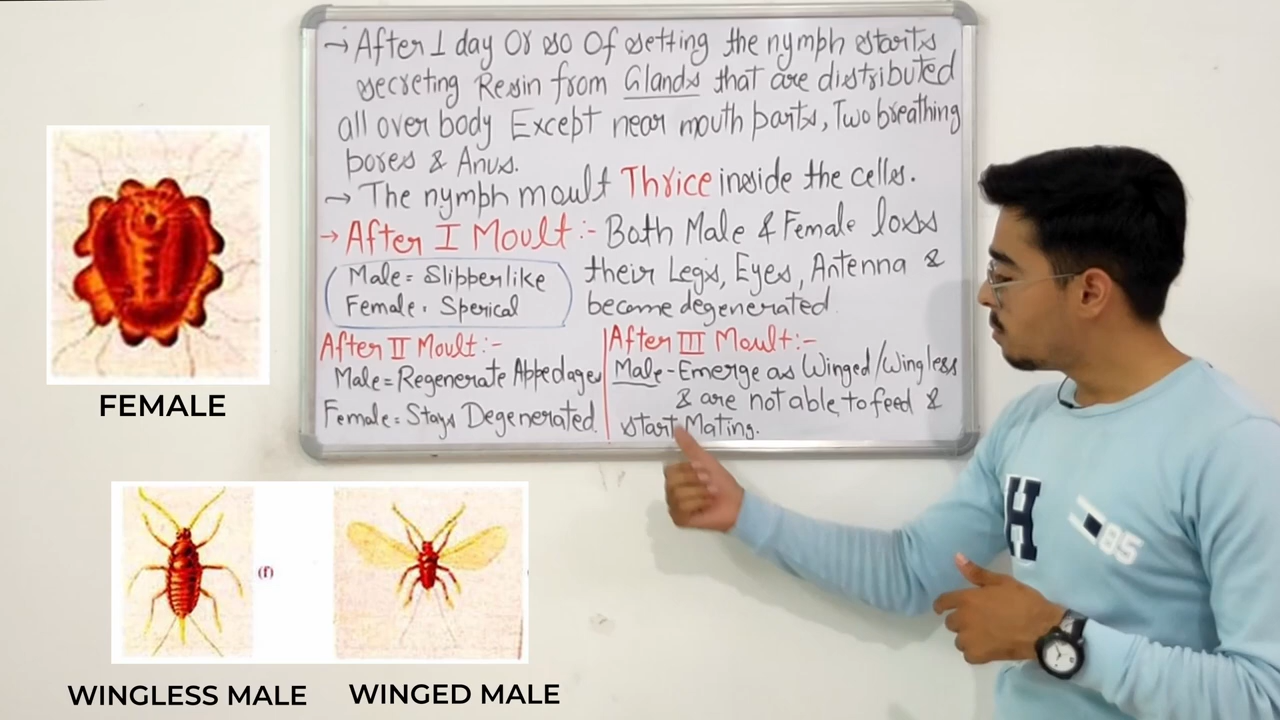 → After 1 day Or so Of setting the nymph starts
secreting Resin from Glands that are distributed
all over body Except near mouth parts, Two breathing
pores & Anus.
→ The nymph moult Thrice inside the cells.
→ After I Moult :- Both Male & Female loss
their Legs, Eyes, Antenna &
become degenerated.
Male = Slipperlike
Female = Sperical
After II Moult :-
Male = Regenerate Appedages
Female = Stays Degenerated.
After III Moult :-
Male - Emerge as Winged/Wingless
& are not able to feed &
start Mating.
FEMALE
(f)
WINGLESS MALE
WINGED MALE
H
85